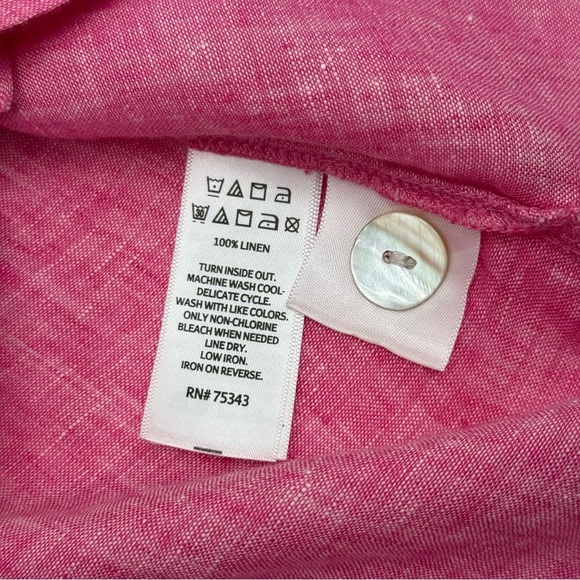 30
100% LINEN
TURN INSIDE OUT.
MACHINE WASH COOL-
DELICATE CYCLE.
WASH WITH LIKE COLORS.
ONLY NON-CHLORINE
BLEACH WHEN NEEDED
LINE DRY.
LOW IRON.
IRON ON REVERSE.
RN# 75343